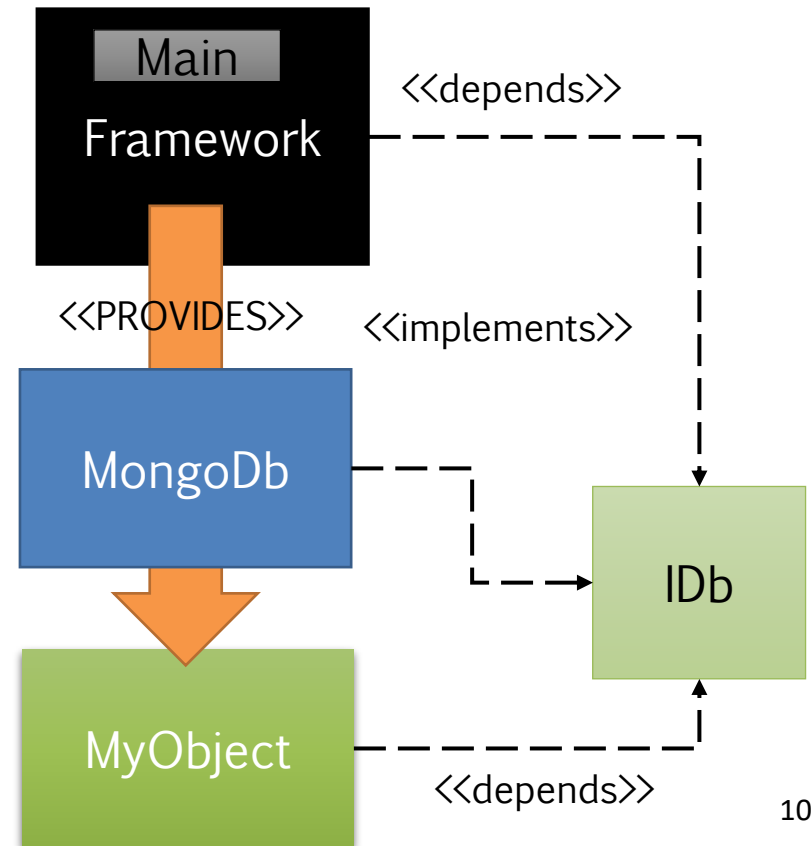 Main
<<depends>>
Framework
<<PROVIDES>>
<<implements>>
MongoDb
IDb
MyObject
<<depends>>
10